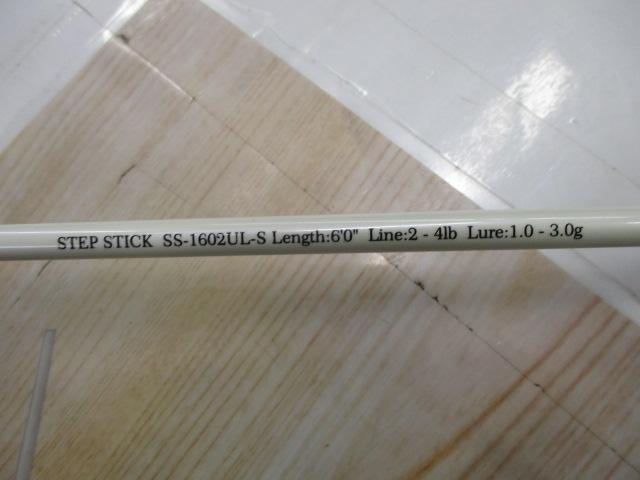 STEP STICK SS-1602UL-S Length:6'0" Line:2 - 4lb Lure:1.0 - 3.0g